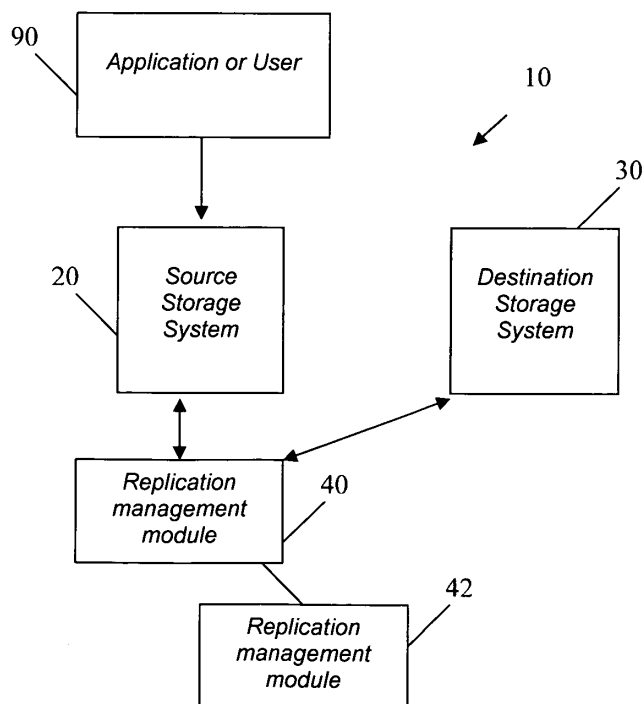 90
Application or User
10
30
20
Source
Storage
System
Destination
Storage
System
Replication
management
module
40
42
Replication
management
module